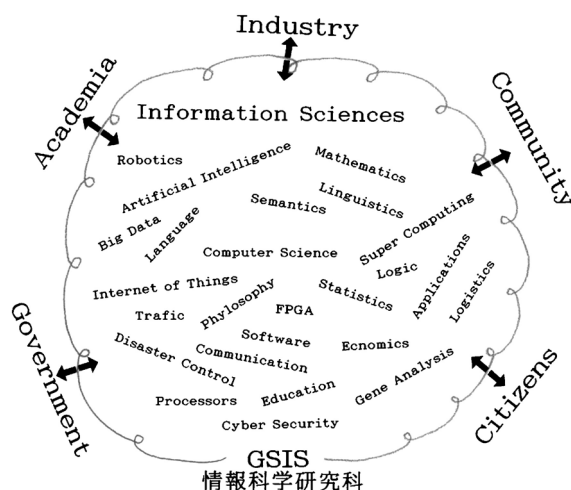 Industry
Academia
Community
Information Sciences
Robotics
Artificial Intelligence
Mathematics
Big Data
Language
Semantics
Linguistics
Super Computing
Computer Science
Logic
Applications
Logistics
Internet of Things
Trafic
Phylosophy
FPGA
Statistics
Government
Disaster Control
Software
Communication
Ecnomics
Gene Analysis
Citizens
Processors
Education
Cyber Security
GSIS
情報科学研究科